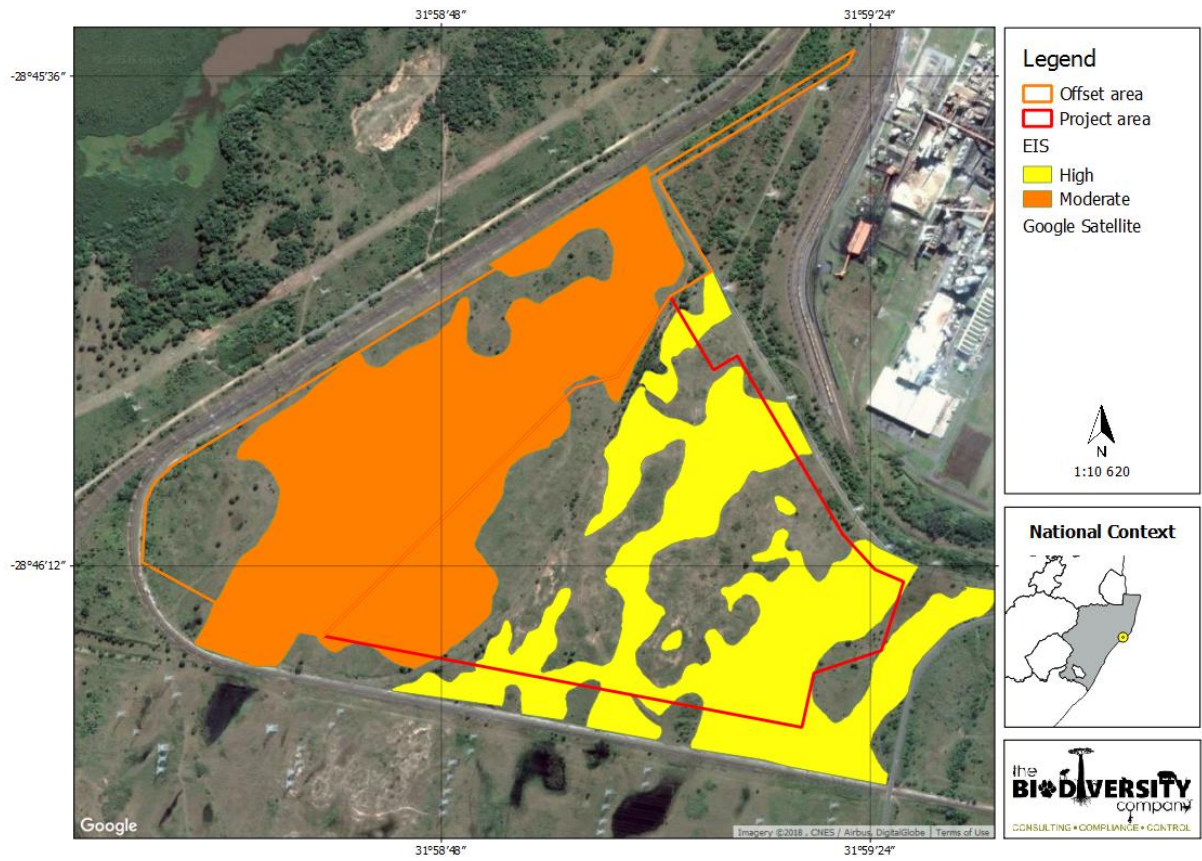 31°58′48″
31°59′24″
-28°45′36″
-28°46′12″
31°58′48″
31°59′24″
Google
Imagery ©2018 , CNES / Airbus, DigitalGlobe
Terms of Use
Legend
Offset area
Project area
EIS
High
Moderate
Google Satellite
N
1:10 620
National Context
the
BIODIVERSITY
company
CONSULTING • COMPLIANCE • CONTROL